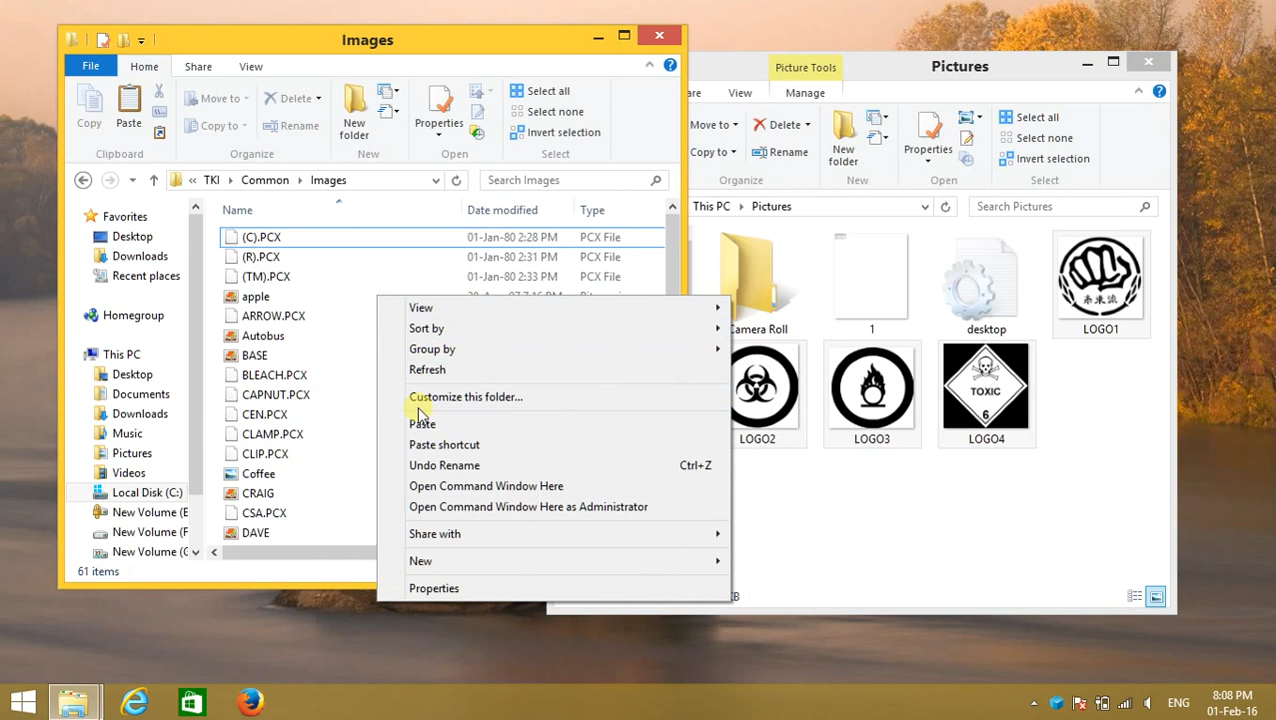 Images
File Home Share View
Copy
Paste
Move to
Copy to
Delete
Rename
New folder
Properties
Select all
Select none
Invert selection
Clipboard Organize New Open Select
« TKI Common Images
Search Images
Favorites
Desktop
Downloads
Recent places
Homegroup
This PC
Desktop
Documents
Downloads
Music
Pictures
Videos
Local Disk (C:)
New Volume (E
New Volume (F
New Volume (G
Name Date modified Type
(C).PCX 01-Jan-80 2:28 PM PCX File
(R).PCX 01-Jan-80 2:31 PM PCX File
(TM).PCX 01-Jan-80 2:33 PM PCX File
apple
ARROW.PCX
Autobus
BASE
BLEACH.PCX
CAPNUT.PCX
CEN.PCX
CLAMP.PCX
CLIP.PCX
Coffee
CRAIG
CSA.PCX
DAVE
61 items
View
Sort by
Group by
Refresh
Customize this folder...
Paste
Paste shortcut
Undo Rename Ctrl+Z
Open Command Window Here
Open Command Window Here as Administrator
Share with
New
Properties
Picture Tools
Pictures
are View Manage
Move to
Copy to
Delete
Rename
New folder
Properties
Select all
Select none
Invert selection
Organize New Open Select
This PC Pictures
Search Pictures
Camera Roll
1
desktop
未来流
LOGO1
LOGO2
LOGO3
TOXIC
6
LOGO4
ENG
8:08 PM
01-Feb-16